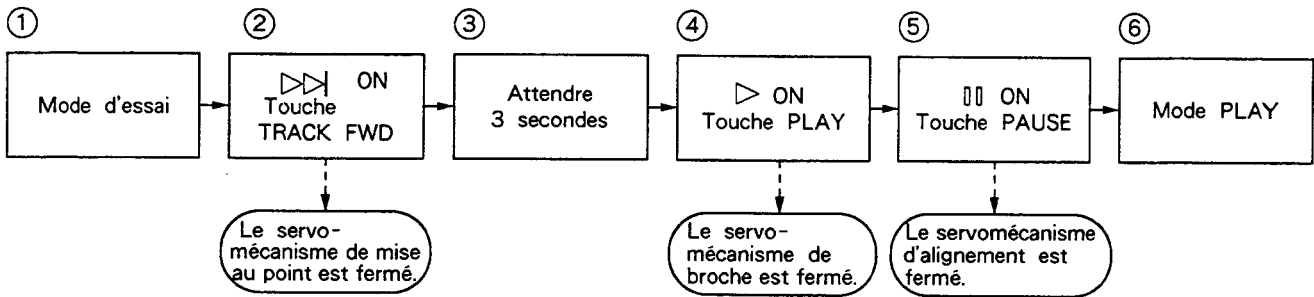 ①
②
③
④
⑤
⑥
Mode d'essai
ON
Touche
TRACK FWD
Attendre
3 secondes
ON
Touche PLAY
ON
Touche PAUSE
Mode PLAY
Le servo-
mécanisme de mise
au point est fermé.
Le servo-
mécanisme de
broche est fermé.
Le servomécanisme
d'alignement est
fermé.